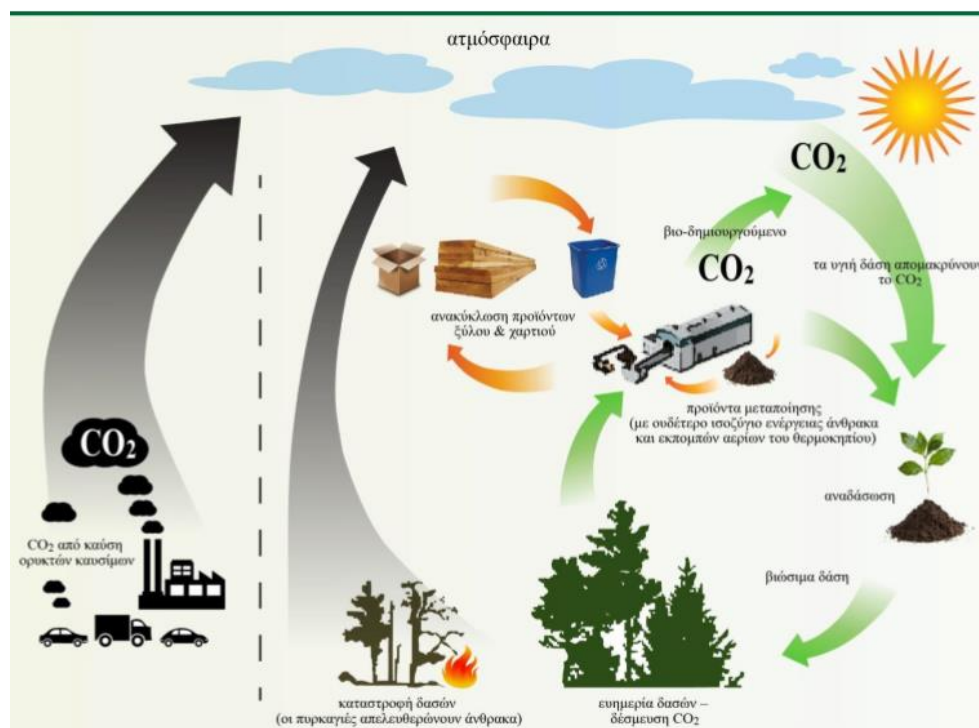 ατμόσφαιρα
CO₂
βιο-δημιουργούμενο
CO₂
τα υγιή δάση απομακρύνουν
το CO₂
ανακύκλωση προϊόντων
ξύλου & χαρτιού
προϊόντα μεταποίησης
(με ουδέτερο ισοζύγιο ενέργειας άνθρακα
και εκπομπών αερίων του θερμοκηπίου)
CO₂
αναδάσωση
CO₂ από καύση
ορυκτών καυσίμων
βιώσιμα δάση
καταστροφή δασών
(οι πυρκαγιές απελευθερώνουν άνθρακα)
ευημερία δασών –
δέσμευση CO₂